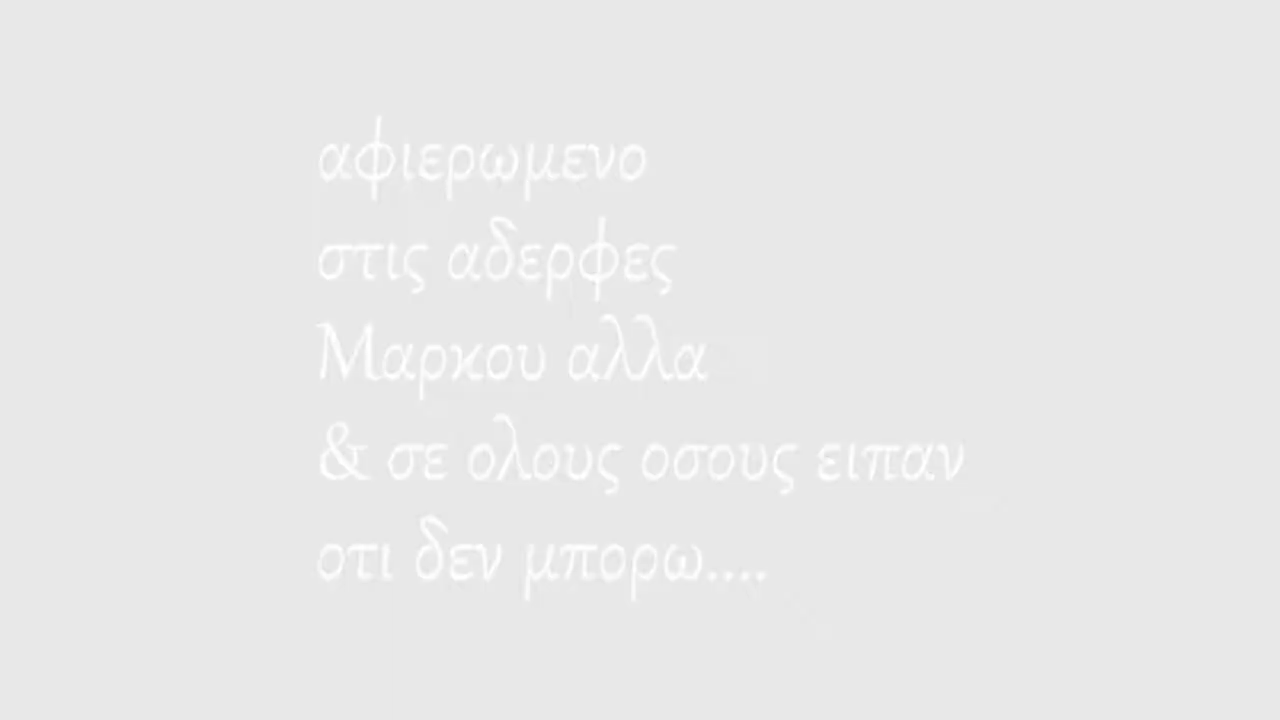 αφιερωμενο
στις αδερφες
Μαρκου αλλα
& σε ολους οσους ειπαν
οτι δεν μπορω....